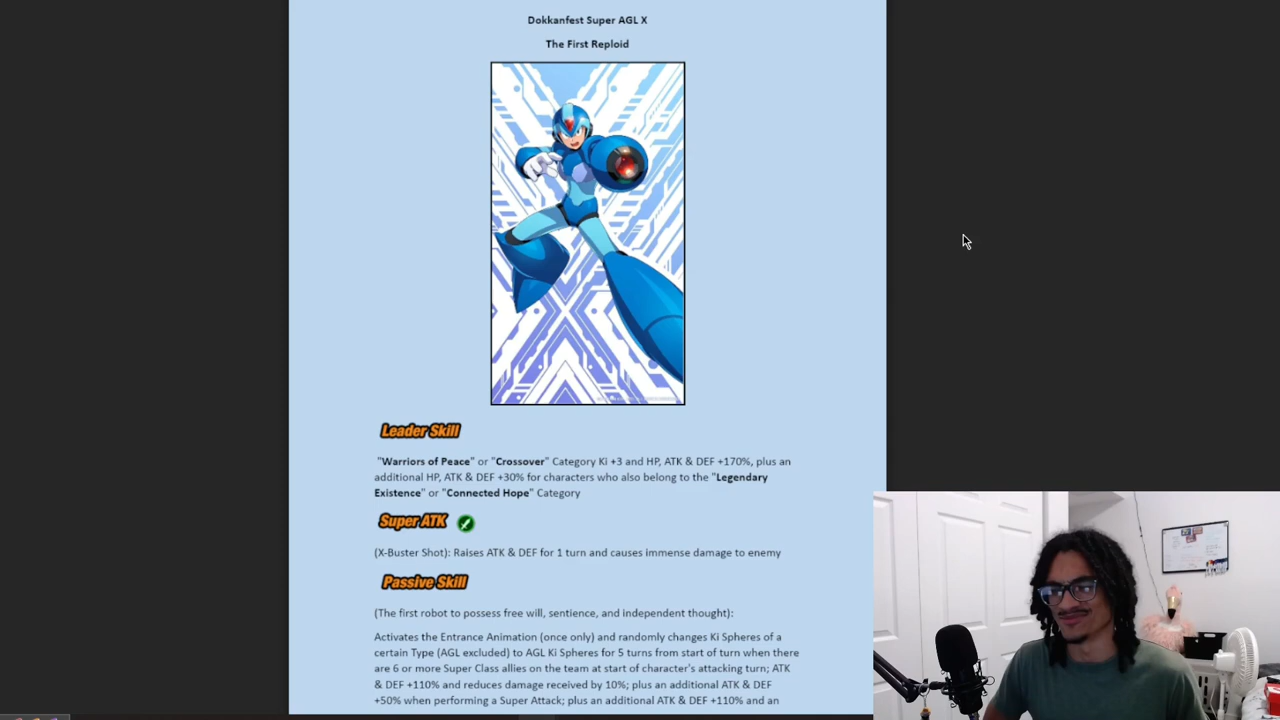 Dokkanfest Super AGL X
The First Reploid
Leader Skill
"Warriors of Peace" or "Crossover" Category Ki +3 and HP, ATK & DEF +170%, plus an
additional HP, ATK & DEF +30% for characters who also belong to the "Legendary
Existence" or "Connected Hope" Category
Super ATK
(X-Buster Shot): Raises ATK & DEF for 1 turn and causes immense damage to enemy
Passive Skill
(The first robot to possess free will, sentience, and independent thought):
Activates the Entrance Animation (once only) and randomly changes Ki Spheres of a
certain Type (AGL excluded) to AGL Ki Spheres for 5 turns from start of turn when there
are 6 or more Super Class allies on the team at start of character's attacking turn; ATK
& DEF +110% and reduces damage received by 10%; plus an additional ATK & DEF
+50% when performing a Super Attack; plus an additional ATK & DEF +110% and an